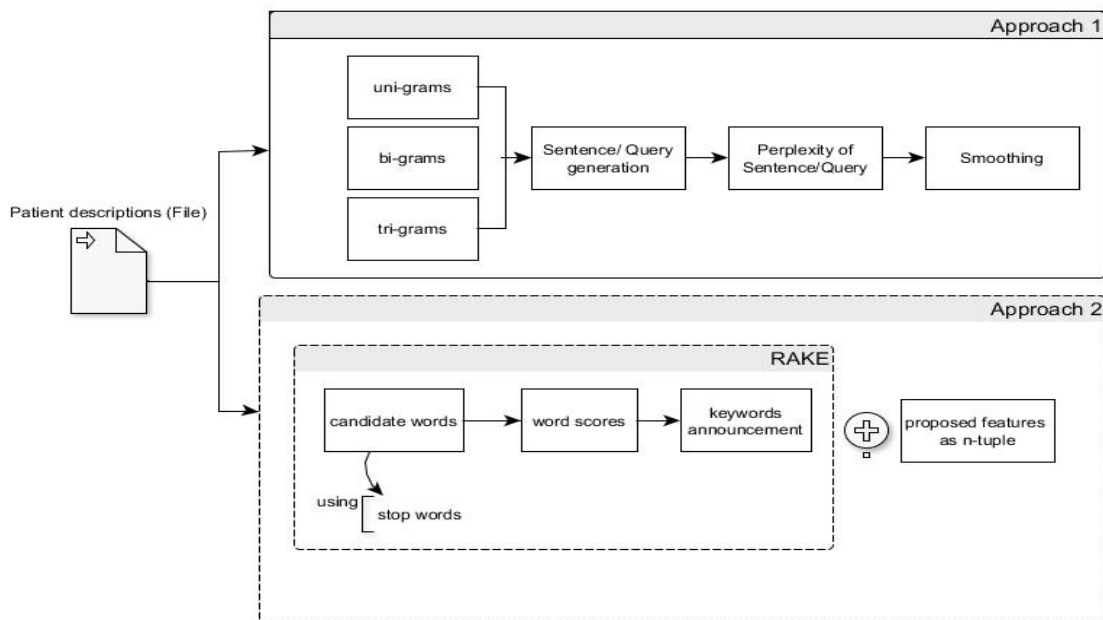 Approach 1
uni-grams
bi-grams
tri-grams
Sentence/ Query
generation
Perplexity of
Sentence/Query
Smoothing
Patient descriptions (File)
Approach 2
RAKE
candidate words
word scores
keywords
announcement
using
stop words
proposed features
as n-tuple